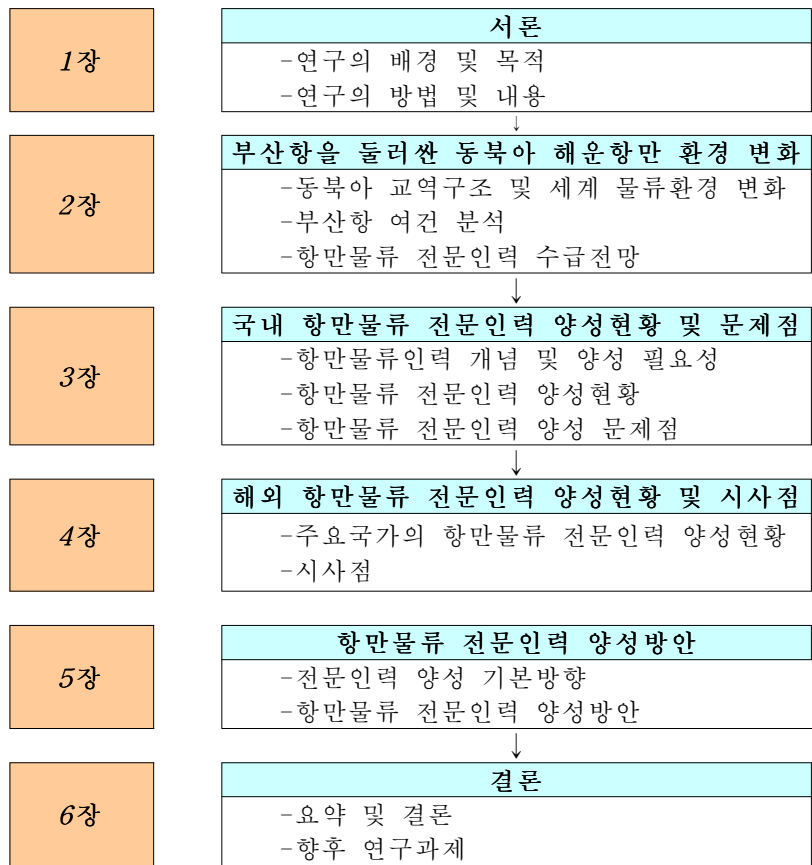 1장
서론
-연구의 배경 및 목적
-연구의 방법 및 내용
↓
2장
부산항을 둘러싼 동북아 해운항만 환경 변화
-동북아 교역구조 및 세계 물류환경 변화
-부산항 여건 분석
-항만물류 전문인력 수급전망
↓
3장
국내 항만물류 전문인력 양성현황 및 문제점
-항만물류인력 개념 및 양성 필요성
-항만물류 전문인력 양성현황
-항만물류 전문인력 양성 문제점
↓
4장
해외 항만물류 전문인력 양성현황 및 시사점
-주요국가의 항만물류 전문인력 양성현황
-시사점
5장
항만물류 전문인력 양성방안
-전문인력 양성 기본방향
-항만물류 전문인력 양성방안
↓
6장
결론
-요약 및 결론
-향후 연구과제